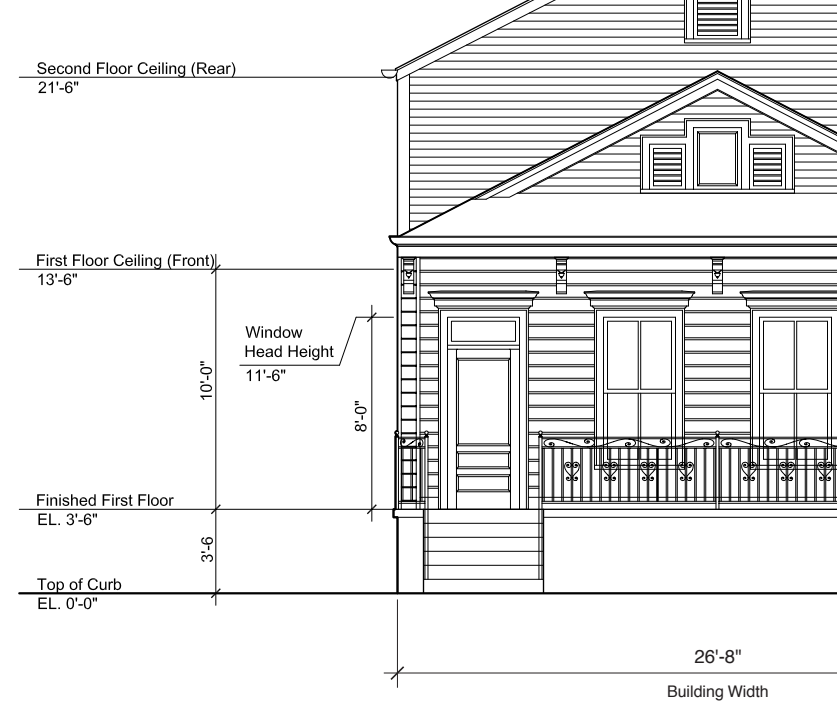 Second Floor Ceiling (Rear)
21'-6"
First Floor Ceiling (Front)
13'-6"
Window
Head Height
11'-6"
10'-0"
8'-0"
Finished First Floor
EL. 3'-6"
3'-6
Top of Curb
EL. 0'-0"
26'-8"
Building Width